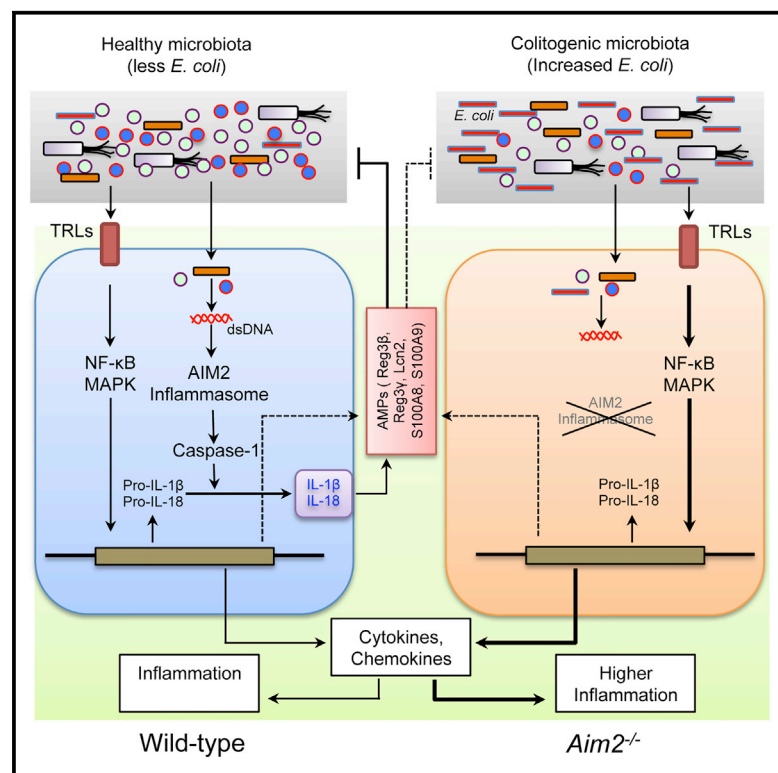 Healthy microbiota
(less E. coli)
Colitogenic microbiota
(Increased E. coli)
E. coli
TRLs
TRLs
dsDNA
NF-κB
MAPK
AIM2
Inflammasome
Caspase-1
Pro-IL-1β
Pro-IL-18
IL-1β
IL-18
AMPs ( Reg3β,
Reg3γ, Lcn2,
S100A8, S100A9)
AIM2
Inflammasome
NF-κB
MAPK
Pro-IL-1β
Pro-IL-18
Cytokines,
Chemokines
Inflammation
Higher
Inflammation
Wild-type
Aim2-/-